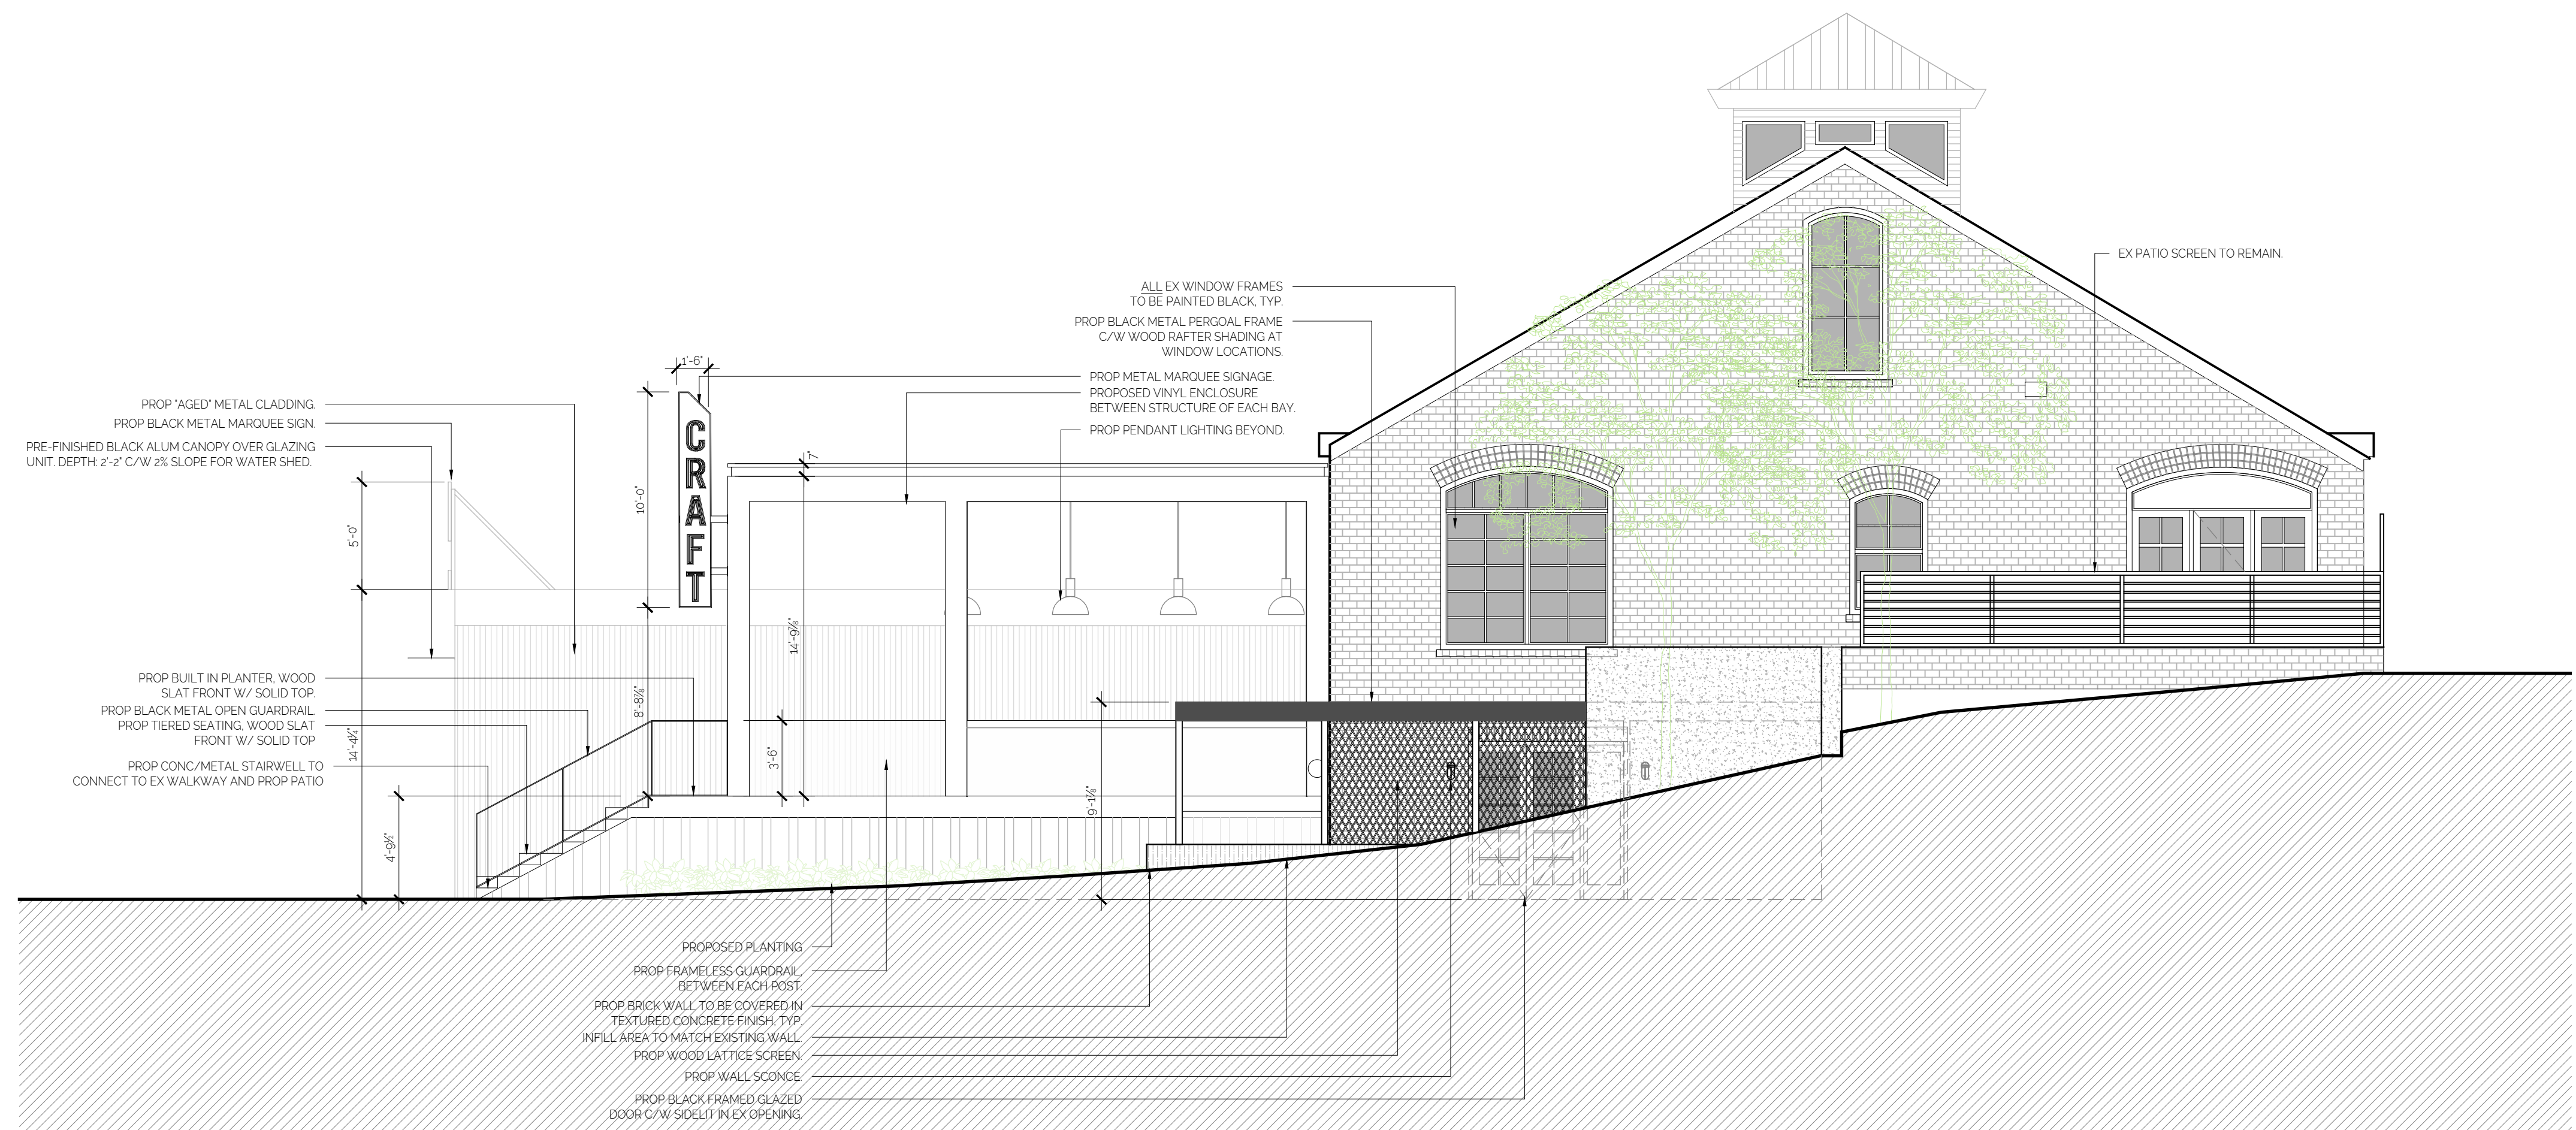 EX PATIO SCREEN TO REMAIN.
ALL EX WINDOW FRAMES
TO BE PAINTED BLACK, TYP.
PROP BLACK METAL PERGOAL FRAME
C/W WOOD RAFTER SHADING AT
WINDOW LOCATIONS.
PROP METAL MARQUEE SIGNAGE.
PROPOSED VINYL ENCLOSURE
BETWEEN STRUCTURE OF EACH BAY.
PROP PENDANT LIGHTING BEYOND.
1'-6"
CRAFT
10'-0"
7"
PROP "AGED" METAL CLADDING.
PROP BLACK METAL MARQUEE SIGN.
PRE-FINISHED BLACK ALUM CANOPY OVER GLAZING
UNIT. DEPTH: 2'-2" C/W 2% SLOPE FOR WATER SHED.
5'-0"
14'-9⅞"
PROP BUILT IN PLANTER, WOOD
SLAT FRONT W/ SOLID TOP.
PROP BLACK METAL OPEN GUARDRAIL.
PROP TIERED SEATING, WOOD SLAT
FRONT W/ SOLID TOP
PROP CONC/METAL STAIRWELL TO
CONNECT TO EX WALKWAY AND PROP PATIO
8'-8⅞"
14'-4¼"
3'-6"
9'-1⅞"
4'-9½"
PROPOSED PLANTING
PROP FRAMELESS GUARDRAIL,
BETWEEN EACH POST.
PROP BRICK WALL TO BE COVERED IN
TEXTURED CONCRETE FINISH, TYP.
INFILL AREA TO MATCH EXISTING WALL.
PROP WOOD LATTICE SCREEN.
PROP WALL SCONCE.
PROP BLACK FRAMED GLAZED
DOOR C/W SIDELIT IN EX OPENING.